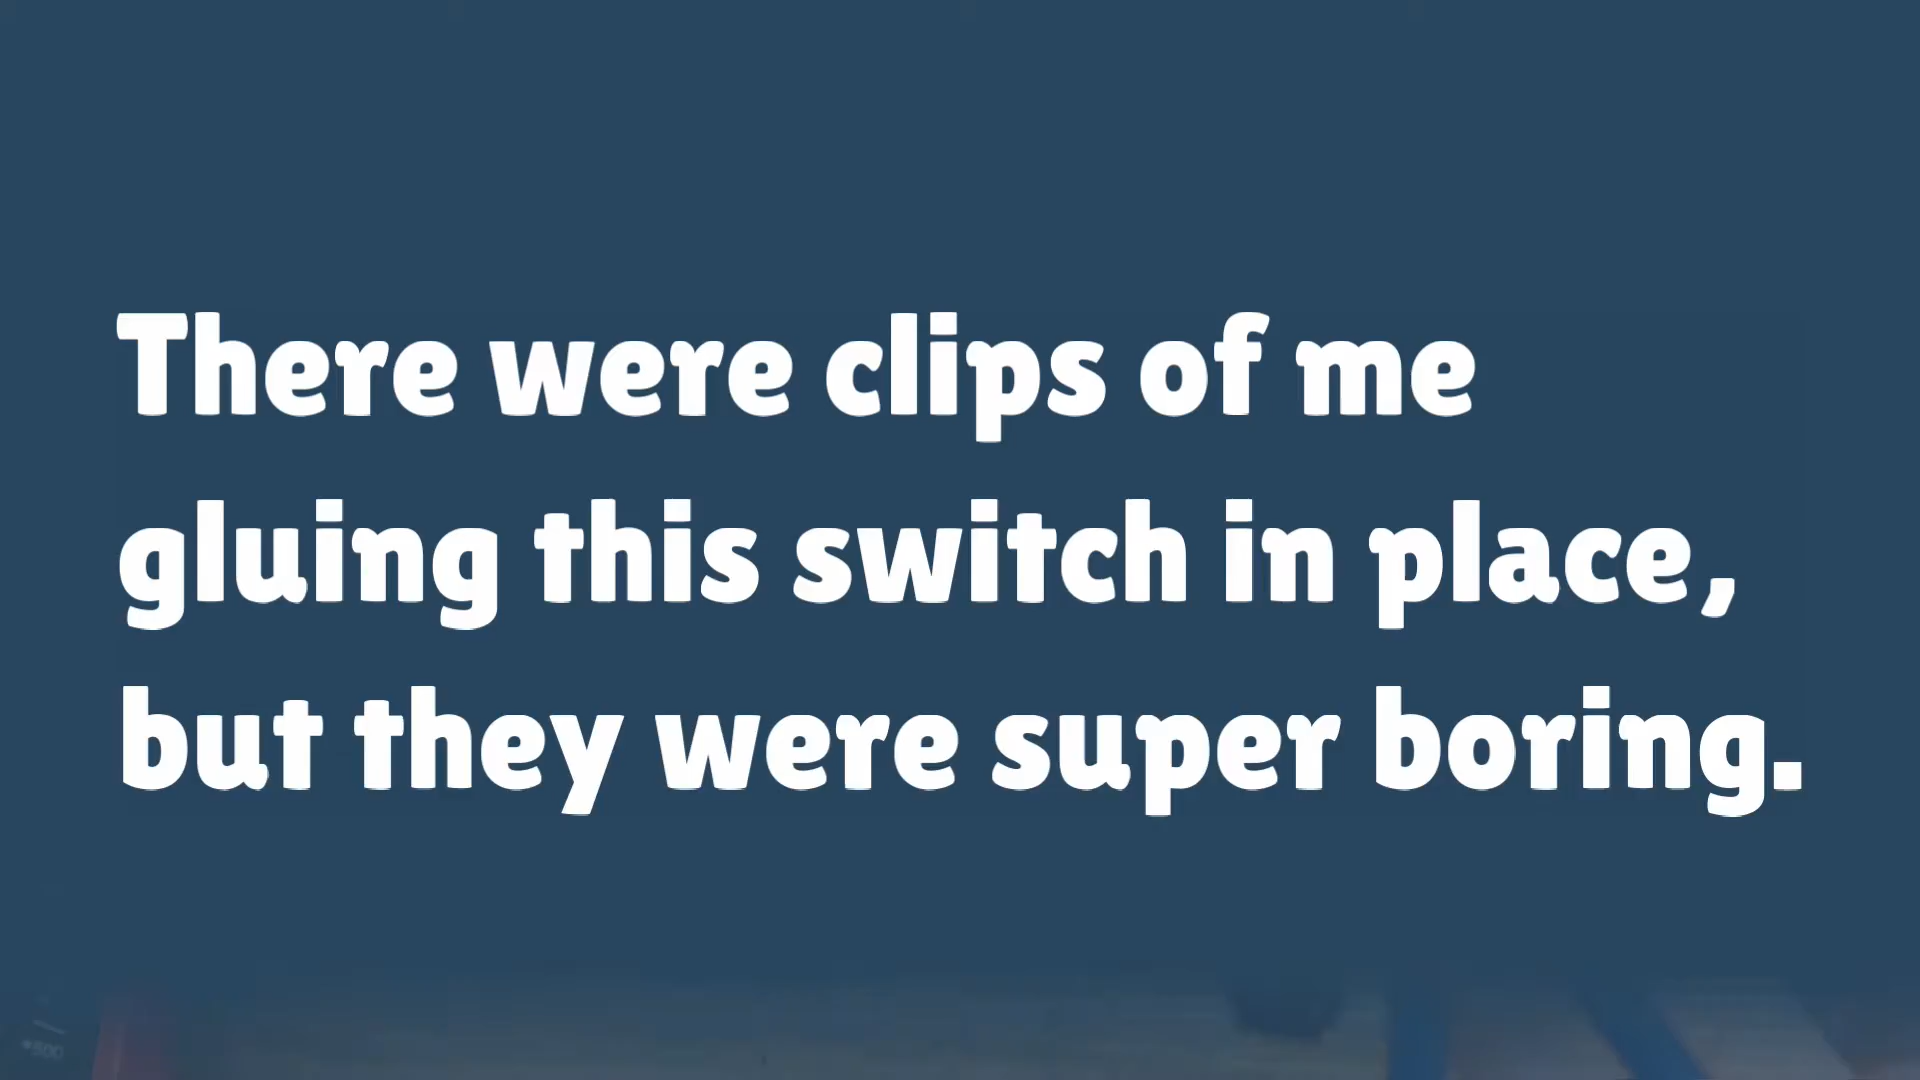 There were clips of me
gluing this switch in place,
but they were super boring.